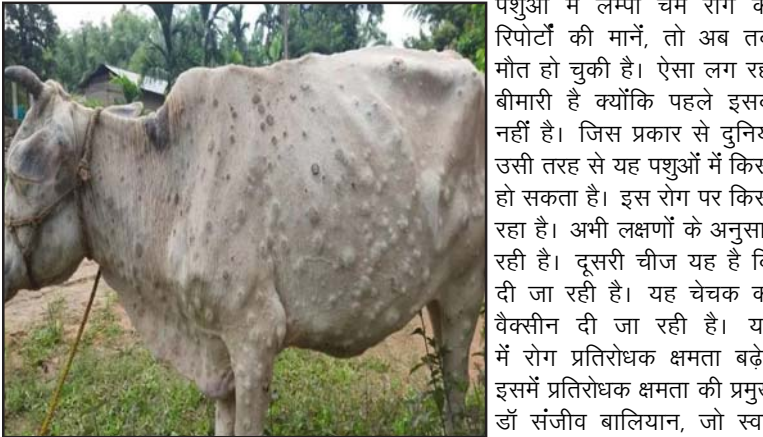 पशुओं में लम्पी चर्म रोग
रिपोर्टों की मानें, तो अब
मौत हो चुकी है। ऐसा लग
बीमारी है क्योंकि पहले
नहीं है। जिस प्रकार से
उसी तरह से यह पशुओं में
हो सकता है। इस रोग पर
रहा है। अभी लक्षणों के
रही है। दूसरी चीज यह है
दी जा रही है। यह चेचक
वैक्सीन दी जा रही है।
में रोग प्रतिरोधक क्षमता
इसमें प्रतिरोधक क्षमता की
डॉ संजीव बालियान, जो